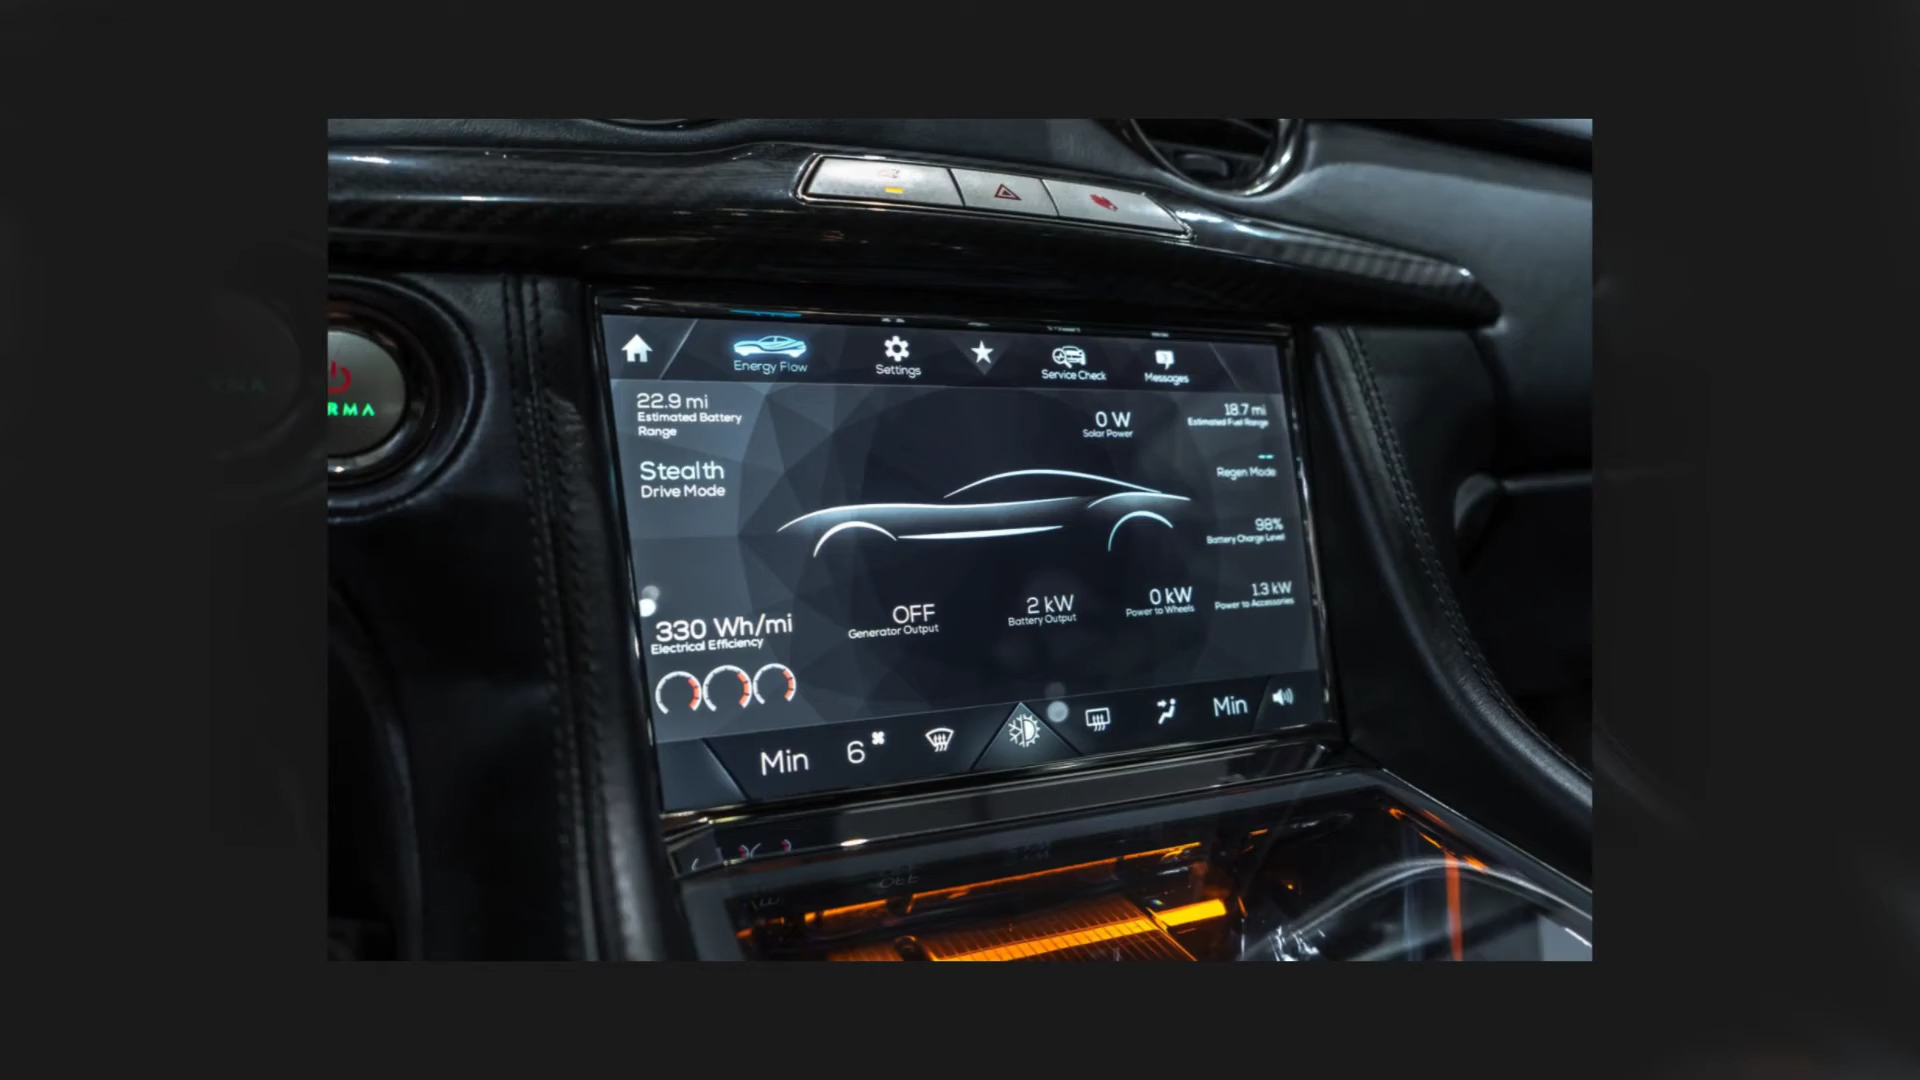 Energy Flow
Settings
Service Check
Messages
22.9 mi
Estimated Battery
Range
0 W
Solar Power
18.7 mi
Estimated Fuel Range
Stealth
Drive Mode
--
Regen Mode
98%
Battery Charge Level
330 Wh/mi
Electrical Efficiency
OFF
Generator Output
2 kW
Battery Output
0 kW
Power to Wheels
1.3 kW
Power to Accessories
Min
6
Min
RMA